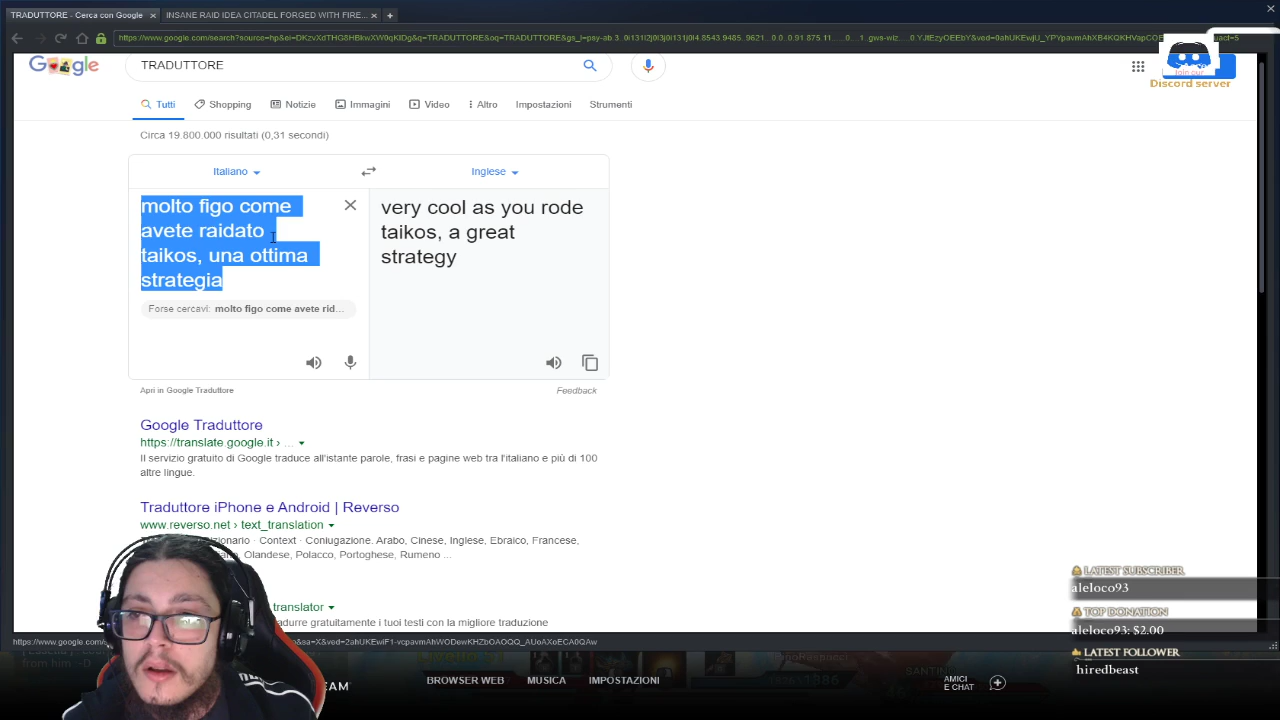 TRADUTTORE - Cerca con Google
INSANE RAID IDEA CITADEL FORGED WITH FIRE...
Join our
Discord server
Google
TRADUTTORE
Tutti Shopping Notizie Immagini Video Altro Impostazioni Strumenti
Circa 19.800.000 risultati (0,31 secondi)
Italiano
Inglese
molto figo come
avete raidato
taikos, una ottima
strategia
very cool as you rode
taikos, a great
strategy
Forse cercavi: molto figo come avete rid...
Apri in Google Traduttore
Feedback
Google Traduttore
https://translate.google.it › ...
Il servizio gratuito di Google traduce all'istante parole, frasi e pagine web tra l'italiano e più di 100
altre lingue.
Traduttore iPhone e Android | Reverso
www.reverso.net › text_translation
Context · Coniugazione. Arabo, Cinese, Inglese, Ebraico, Francese,
Olandese, Polacco, Portoghese, Rumeno ...
translator
gratuitamente i tuoi testi con la migliore traduzione
LATEST SUBSCRIBER
aleloco93
TOP DONATION
aleloco93: $2.00
LATEST FOLLOWER
hiredbeast
BROWSER WEB MUSICA IMPOSTAZIONI
AMICI
E CHAT